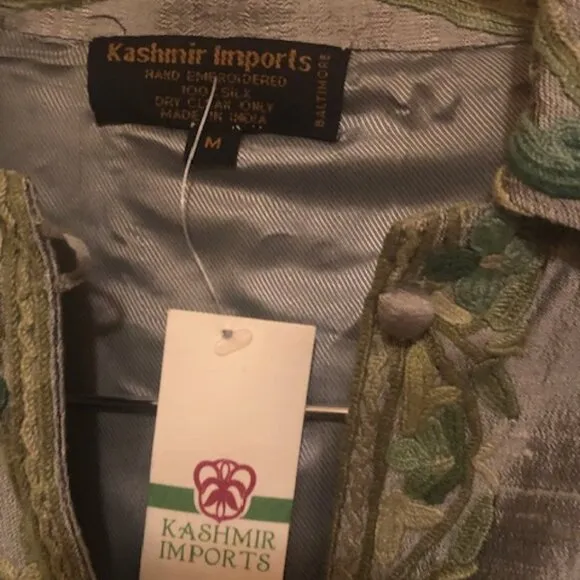 Kashmir Imports
HAND EMBROIDERED
100% SILK
DRY CLEAN ONLY
MADE IN INDIA
BALTIMORE
M
KASHMIR
IMPORTS